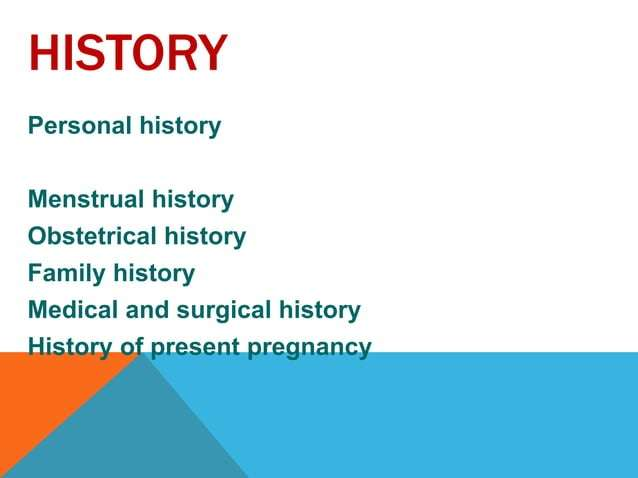 HISTORY
Personal history
Menstrual history
Obstetrical history
Family history
Medical and surgical history
History of present pregnancy